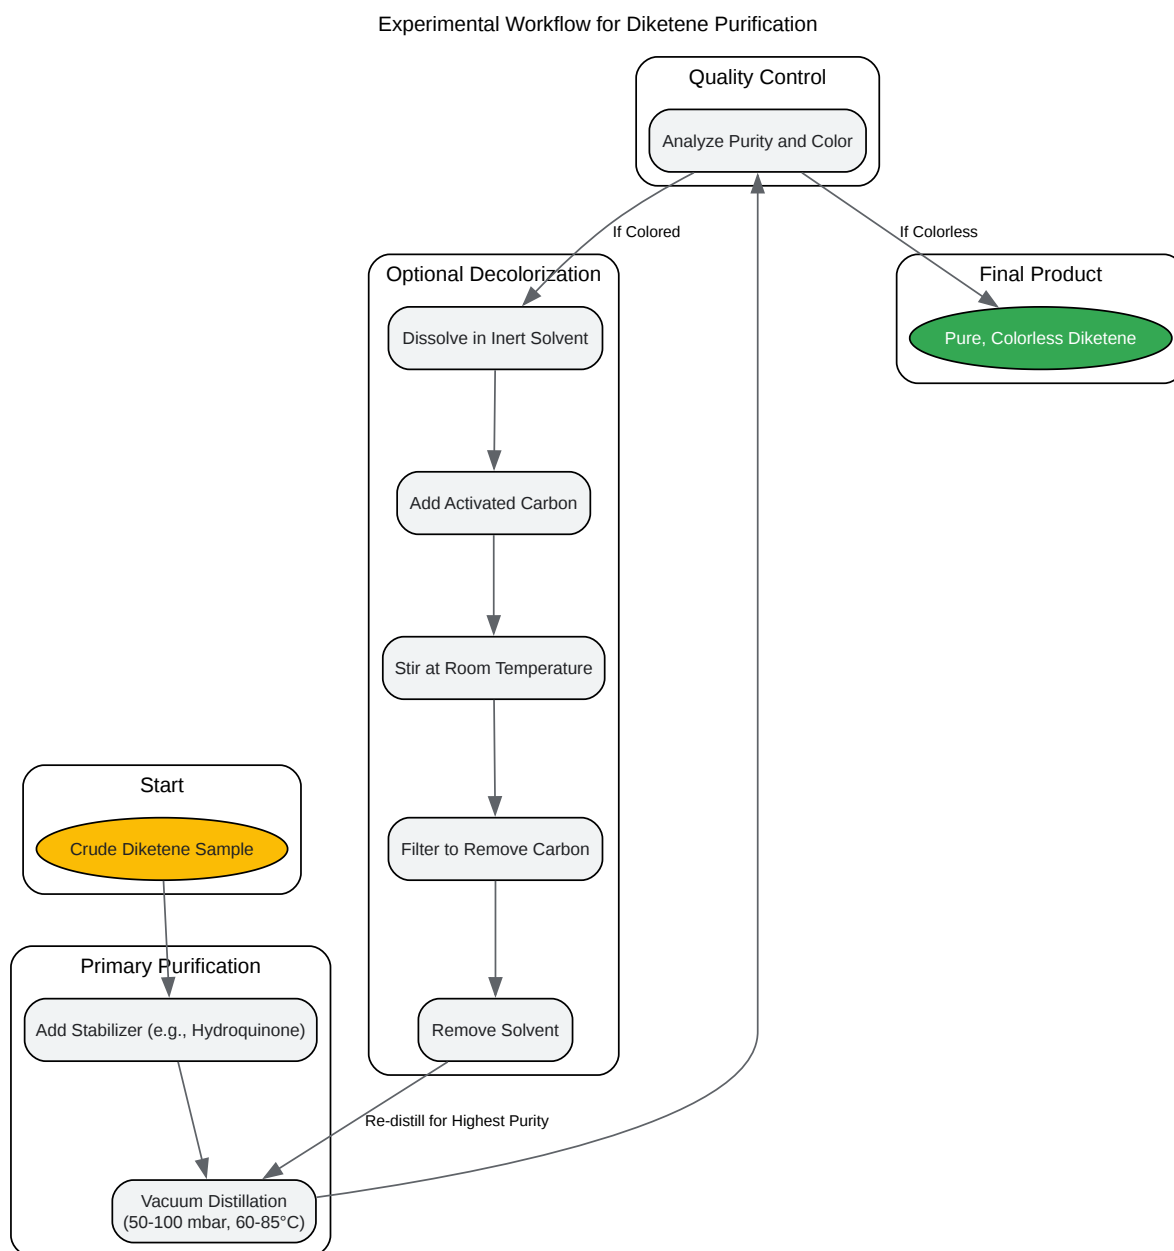 Experimental Workflow for Diketene Purification
Quality Control
Analyze Purity and Color
If Colored
If Colorless
Optional Decolorization
Dissolve in Inert Solvent
Final Product
Pure, Colorless Diketene
Add Activated Carbon
Stir at Room Temperature
Start
Crude Diketene Sample
Filter to Remove Carbon
Primary Purification
Add Stabilizer (e.g., Hydroquinone)
Remove Solvent
Re-distill for Highest Purity
Vacuum Distillation
(50-100 mbar, 60-85°C)